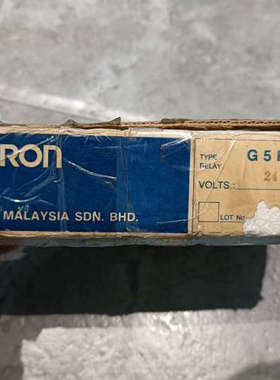 RON
MALAYSIA SDN. BHD.
TYPE G5
RELAY
VOLTS: 24
LOT No